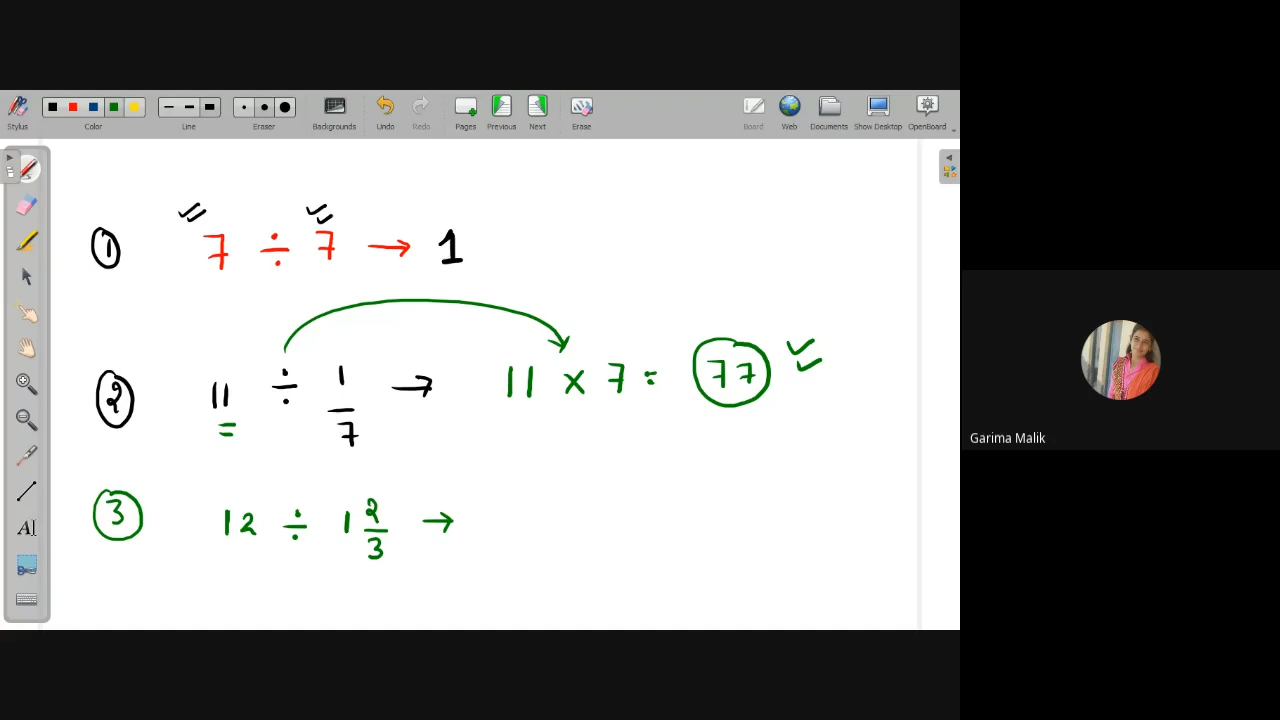 Stylus Color Line Eraser Backgrounds Undo Redo Pages Previous Next Erase Board Web Documents Show Desktop OpenBoard
① 7 ÷ 7 → 1
② 11 ÷ 1/7 → 11 × 7 = 77
③ 12 ÷ 1 2/3 →
Garima Malik